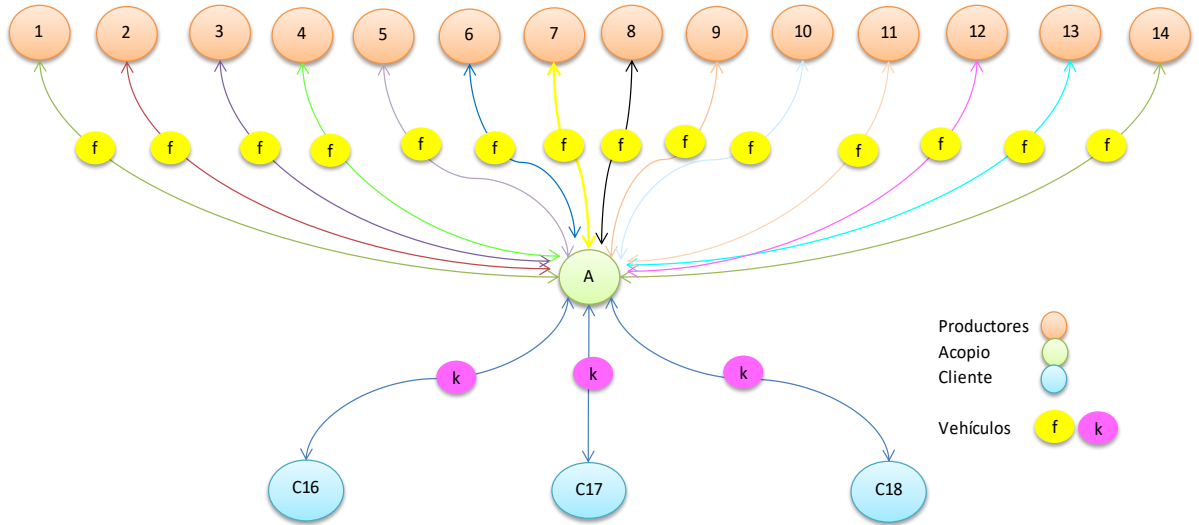 1 2 3 4 5 6 7 8 9 10 11 12 13 14
f f f f f f f f f f f f f f
A
k k k
C16 C17 C18
Productores
Acopio
Cliente
Vehículos f k